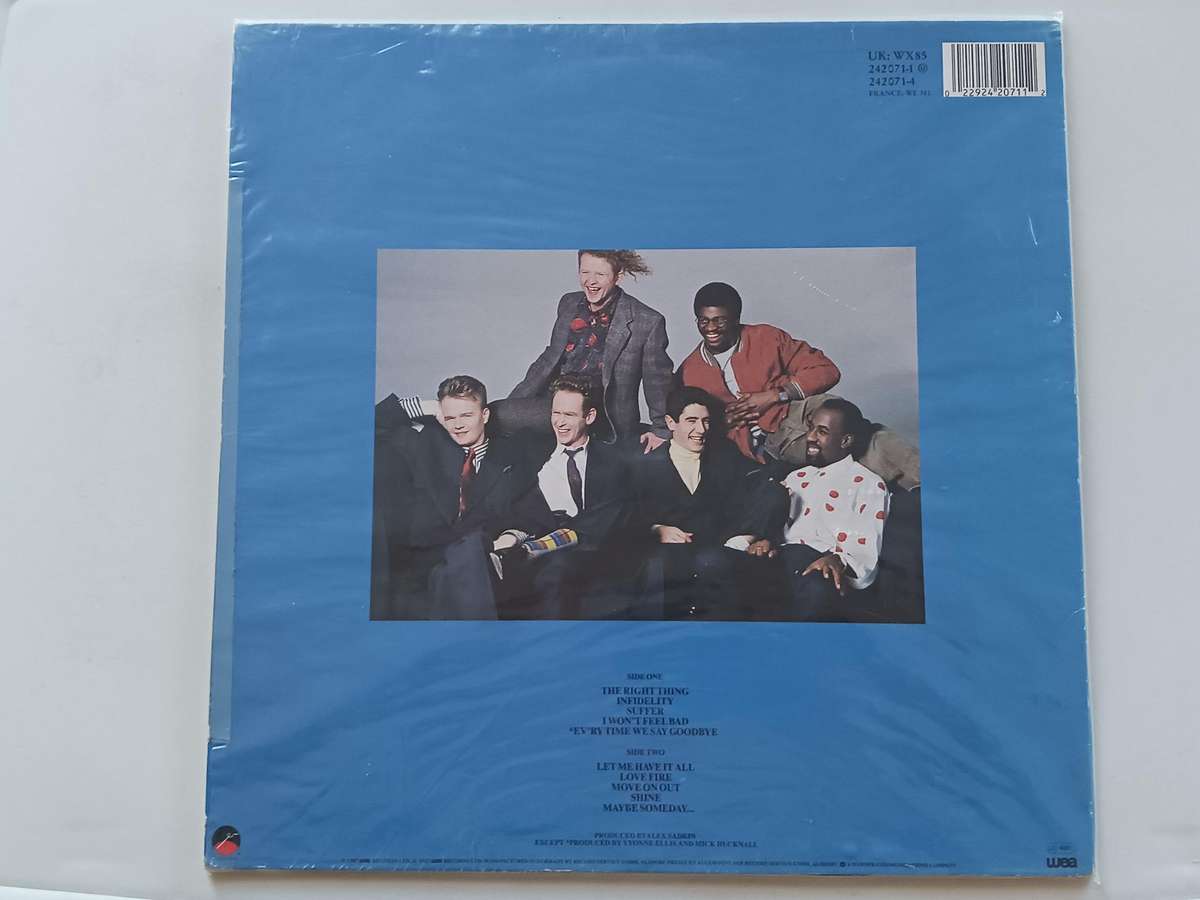 UK: WX85
242071-1
242071-4
FRANCE: WE 381
0 22924 20711 2
SIDE ONE
THE RIGHT THING
INFIDELITY
SUFFER
I WON'T FEEL BAD
*EV'RY TIME WE SAY GOODBYE
SIDE TWO
LET ME HAVE IT ALL
LOVE FIRE
MOVE ON OUT
SHINE
MAYBE SOMEDAY...
PRODUCED BY ALEX SADKIN
EXCEPT *PRODUCED BY YVONNE ELLIS AND MICK HUCKNALL
wea